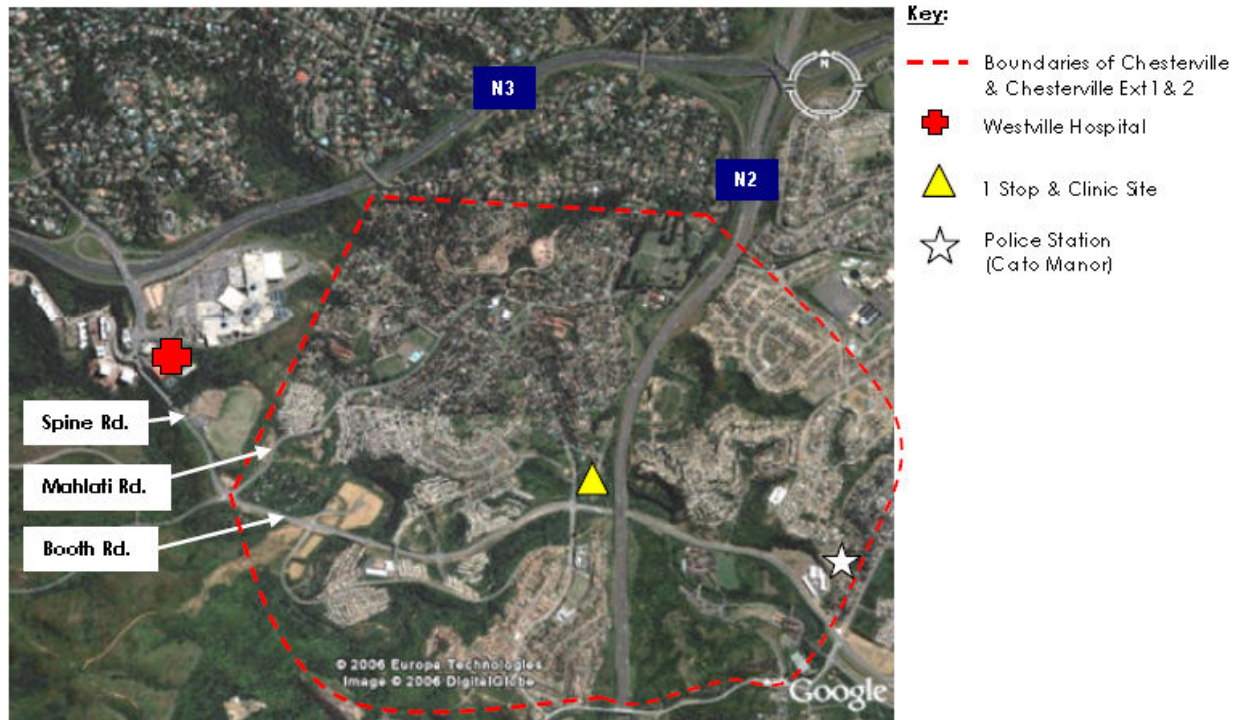 Key:
Boundaries of Chesterville
& Chesterville Ext 1 & 2
Westville Hospital
1 Stop & Clinic Site
Police Station
(Cato Manor)
N3
N
N2
Spine Rd.
Mahlati Rd.
Booth Rd.
© 2006 Europa Technologies
Image © 2006 DigitalGlobe
Google